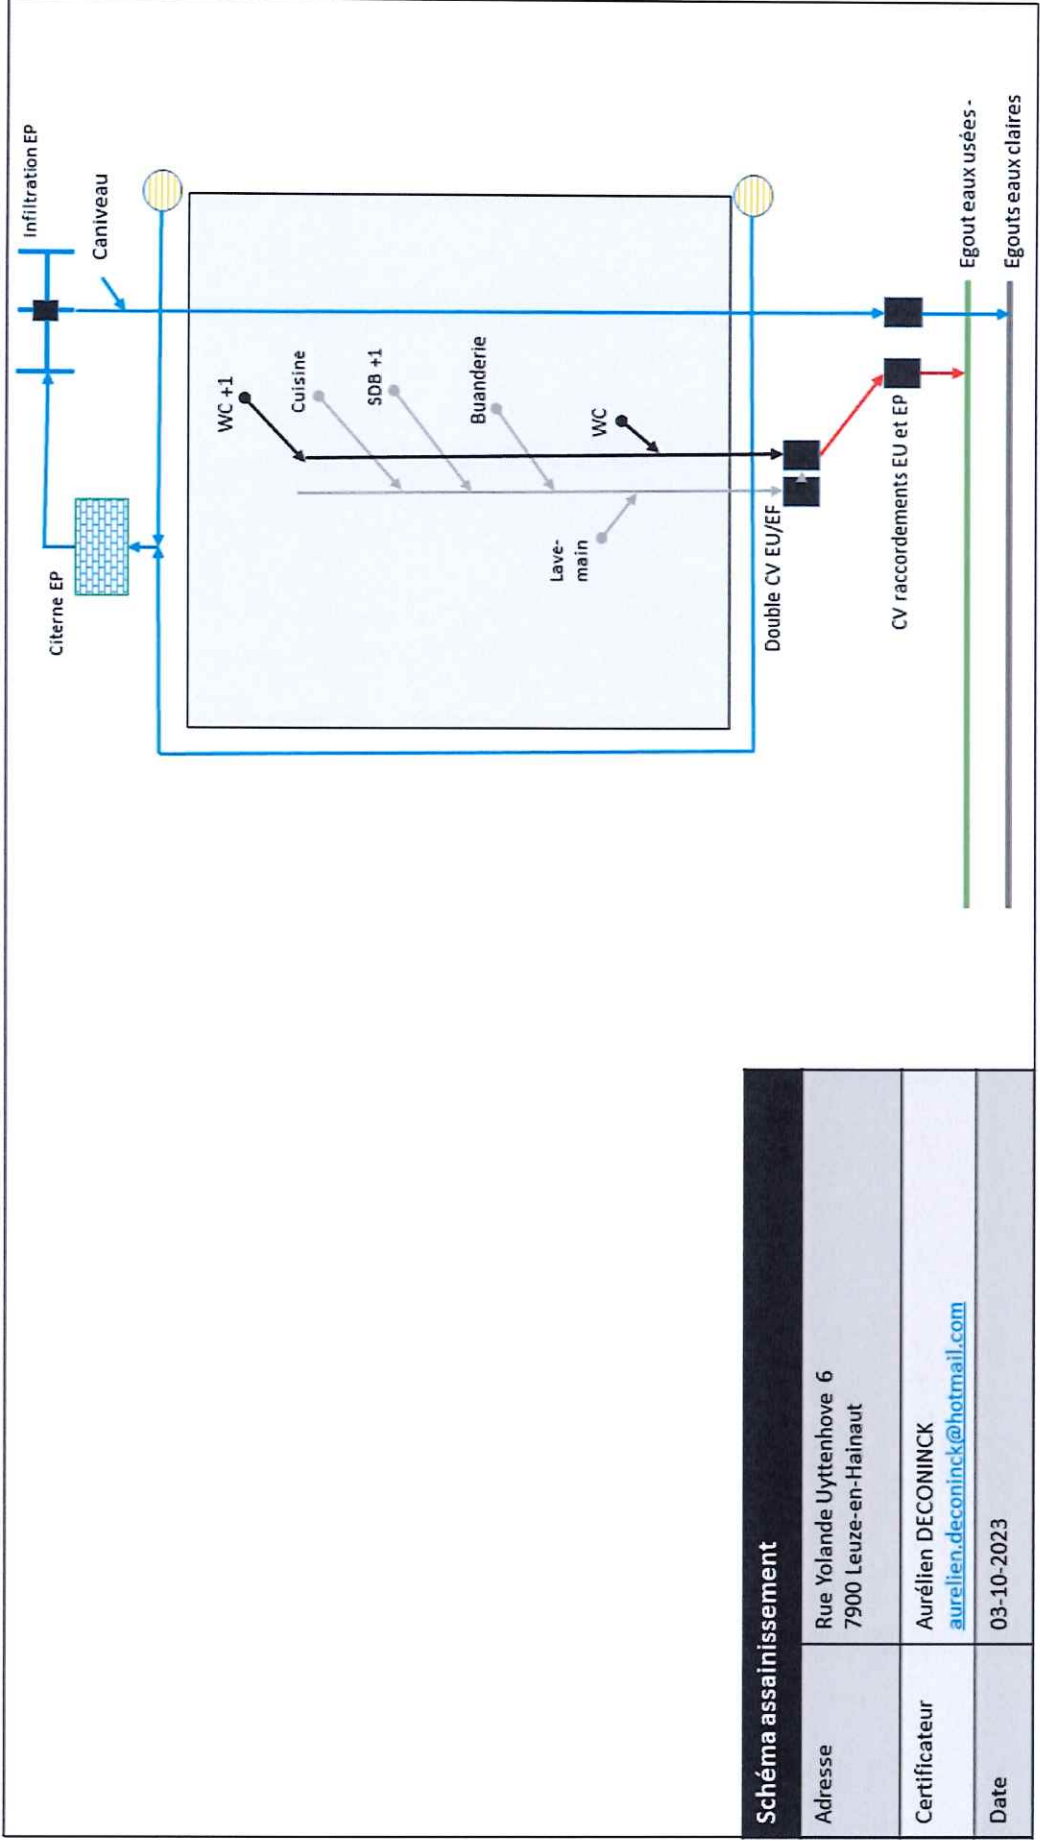 Infiltration EP
Caniveau
Citerne EP
WC +1
Cuisine
SDB +1
Buanderie
WC
Lave-
main
Double CV EU/EF
CV raccordements EU et EP
Egout eaux usées -
Egouts eaux claires
Schéma assainissement
Adresse
Rue Yolande Uyttenhove 6
7900 Leuze-en-Hainaut
Certificateur
Aurélien DECONINCK
aurelien.deconinck@hotmail.com
Date
03-10-2023